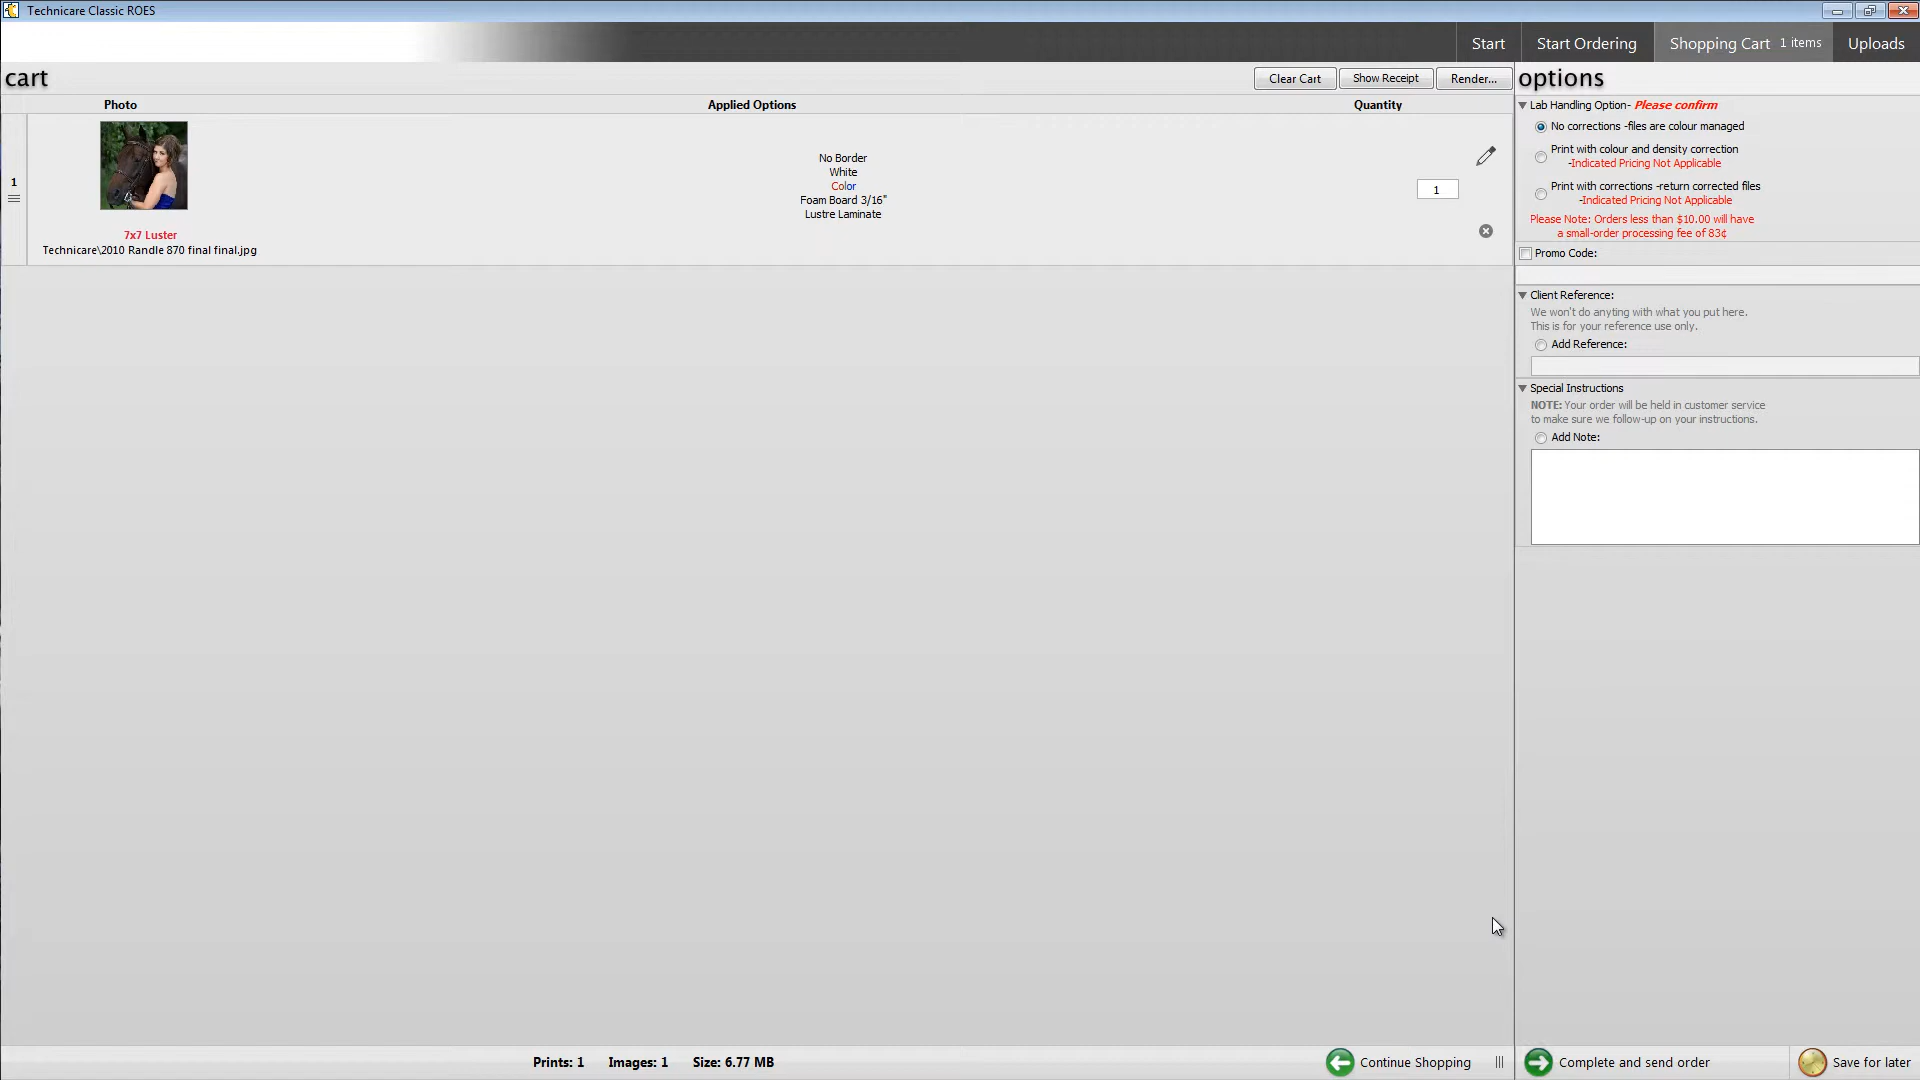 Technicare Classic ROES
Start
Start Ordering
Shopping Cart 1 items
Uploads
cart
Clear Cart
Show Receipt
Render...
options
Photo
Applied Options
Quantity
1
7x7 Luster
Technicare\2010 Randle 870 final final.jpg
No Border
White
Color
Foam Board 3/16"
Lustre Laminate
1
Lab Handling Option- Please confirm
No corrections -files are colour managed
Print with colour and density correction
-Indicated Pricing Not Applicable
Print with corrections -return corrected files
-Indicated Pricing Not Applicable
Please Note: Orders less than $10.00 will have
a small-order processing fee of 83¢
Promo Code:
Client Reference:
We won't do anyting with what you put here.
This is for your reference use only.
Add Reference:
Special Instructions
NOTE: Your order will be held in customer service
to make sure we follow-up on your instructions.
Add Note:
Prints: 1 Images: 1 Size: 6.77 MB
Continue Shopping
Complete and send order
Save for later